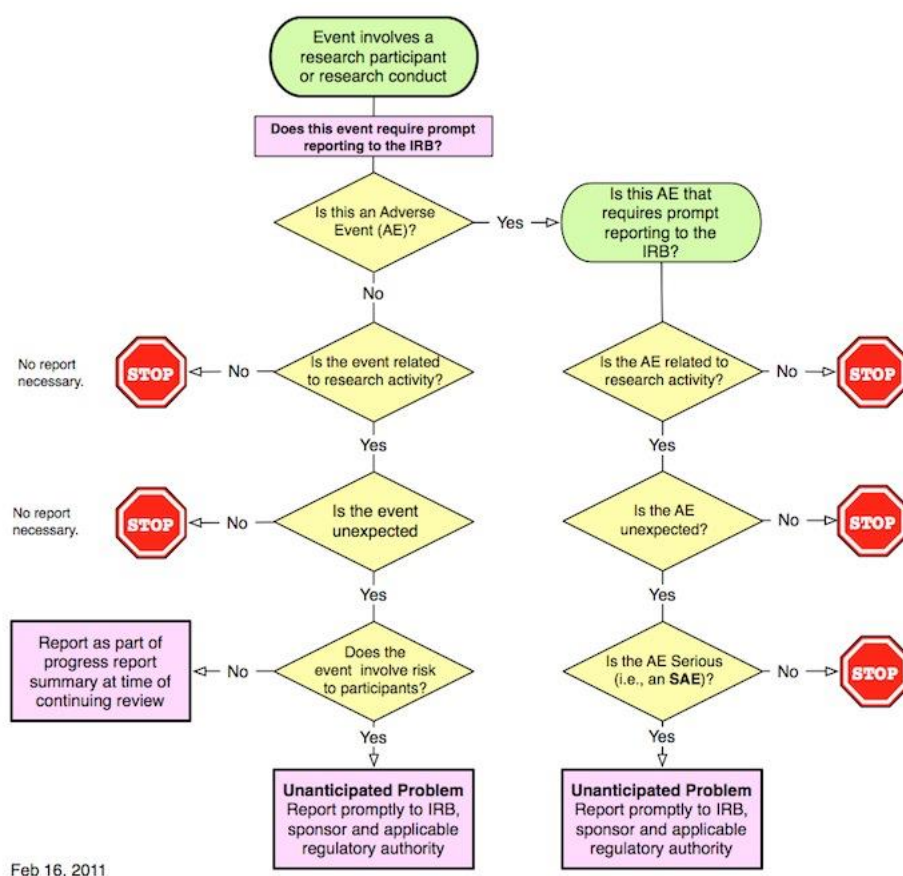 Event involves a
research participant
or research conduct
Does this event require prompt
reporting to the IRB?
Is this an Adverse
Event (AE)?
Yes
Is this AE that
requires prompt
reporting to the
IRB?
No
No report
necessary.
STOP
No
Is the event related
to research activity?
Is the AE related to
research activity?
No
STOP
Yes
Yes
No report
necessary.
STOP
No
Is the event
unexpected
Is the AE
unexpected?
No
STOP
Yes
Yes
Report as part of
progress report
summary at time of
continuing review
No
Does the
event involve risk
to participants?
Is the AE Serious
(i.e., an SAE)?
No
STOP
Yes
Yes
Unanticipated Problem
Report promptly to IRB,
sponsor and applicable
regulatory authority
Unanticipated Problem
Report promptly to IRB,
sponsor and applicable
regulatory authority
Feb 16, 2011